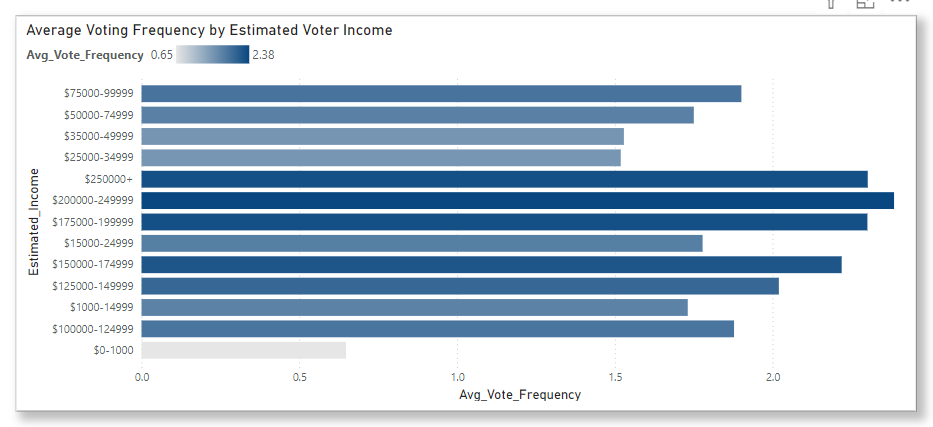 Average Voting Frequency by Estimated Voter Income
Avg_Vote_Frequency 0.65 2.38
Estimated_Income
$75000-99999
$50000-74999
$35000-49999
$25000-34999
$250000+
$200000-249999
$175000-199999
$15000-24999
$150000-174999
$125000-149999
$1000-14999
$100000-124999
$0-1000
0.0 0.5 1.0 1.5 2.0
Avg_Vote_Frequency